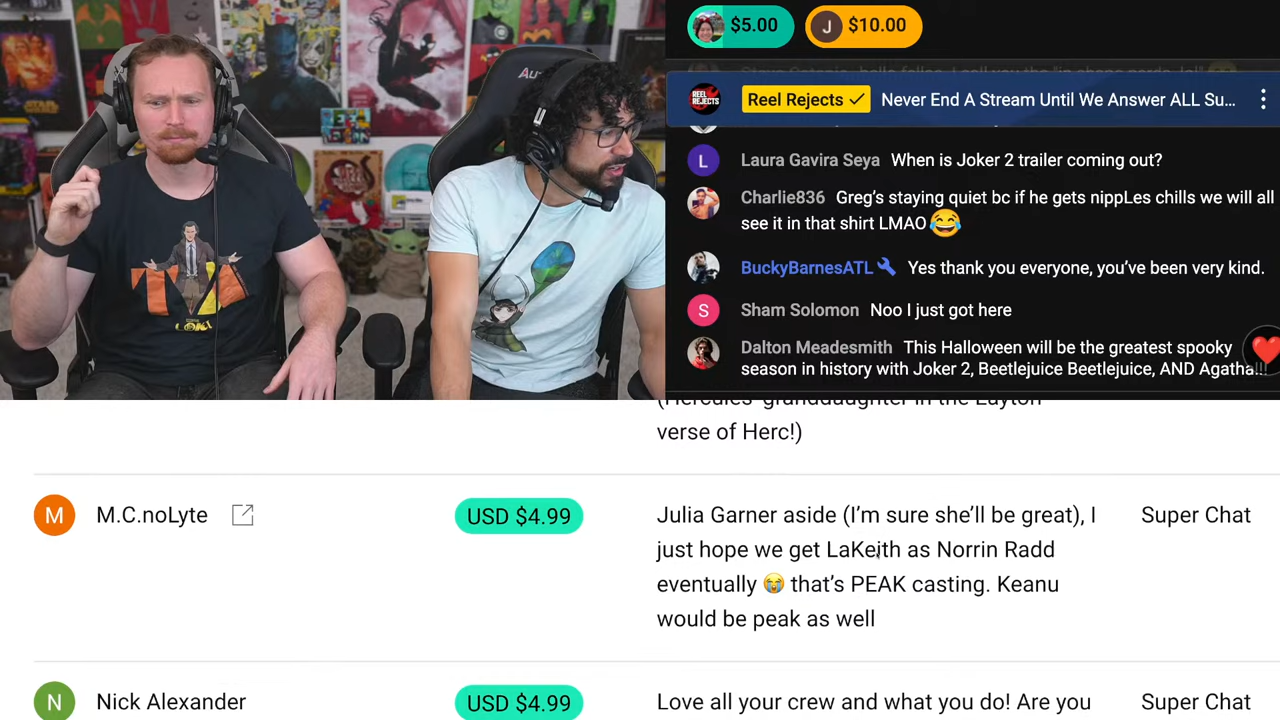 $5.00
J $10.00
REEL REJECTS
Reel Rejects Never End A Stream Until We Answer ALL Su...
L Laura Gavira Seya When is Joker 2 trailer coming out?
Charlie836 Greg's staying quiet bc if he gets nippLes chills we will all
see it in that shirt LMAO 😂
BuckyBarnesATL Yes thank you everyone, you've been very kind.
S Sham Solomon Noo I just got here
Dalton Meadesmith This Halloween will be the greatest spooky
season in history with Joker 2, Beetlejuice Beetlejuice, AND Agatha!!!
TVA
LOKI
verse of Herc!)
M M.C.noLyte USD $4.99 Julia Garner aside (I'm sure she'll be great), I Super Chat
just hope we get LaKeith as Norrin Radd
eventually 😭 that's PEAK casting. Keanu
would be peak as well
N Nick Alexander USD $4.99 Love all your crew and what you do! Are you Super Chat